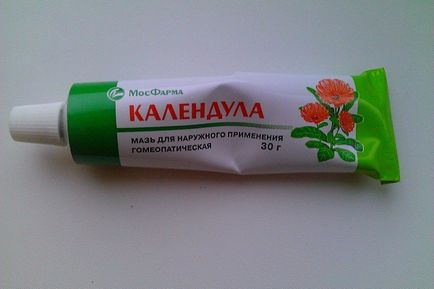 МосФарма
КАЛЕНДУЛА
МАЗЬ ДЛЯ НАРУЖНОГО ПРИМЕНЕНИЯ
ГОМЕОПАТИЧЕСКАЯ 30 г